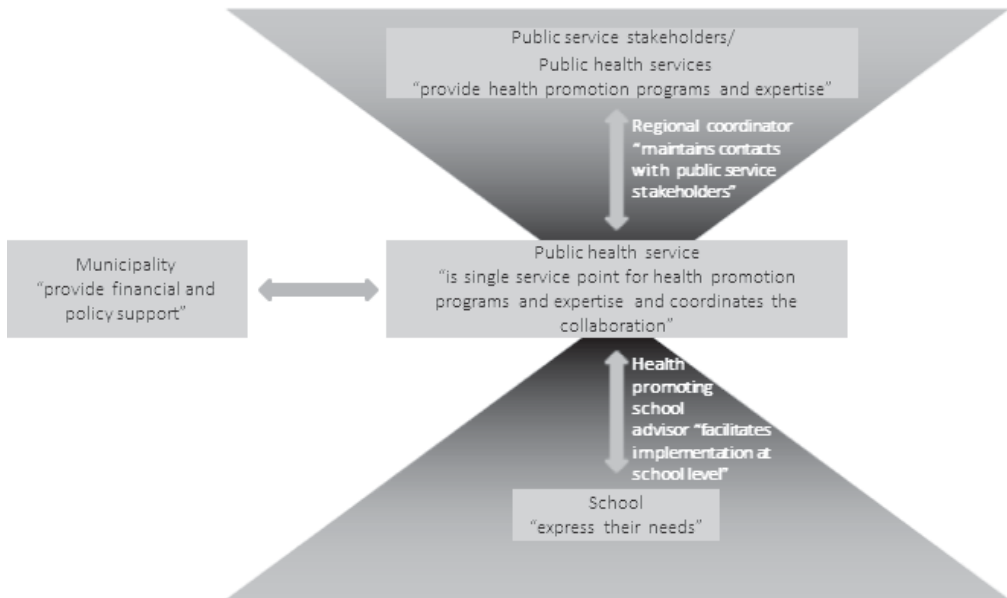 Public service stakeholders/
Public health services
“provide health promotion programs and expertise”
Regional coordinator
“maintains contacts
with public service
stakeholders”
Municipality
“provide financial and
policy support”
Public health service
“is single service point for health promotion
programs and expertise and coordinates the
collaboration”
Health
promoting
school
advisor “facilitates
implementation at
school level”
School
“express their needs”